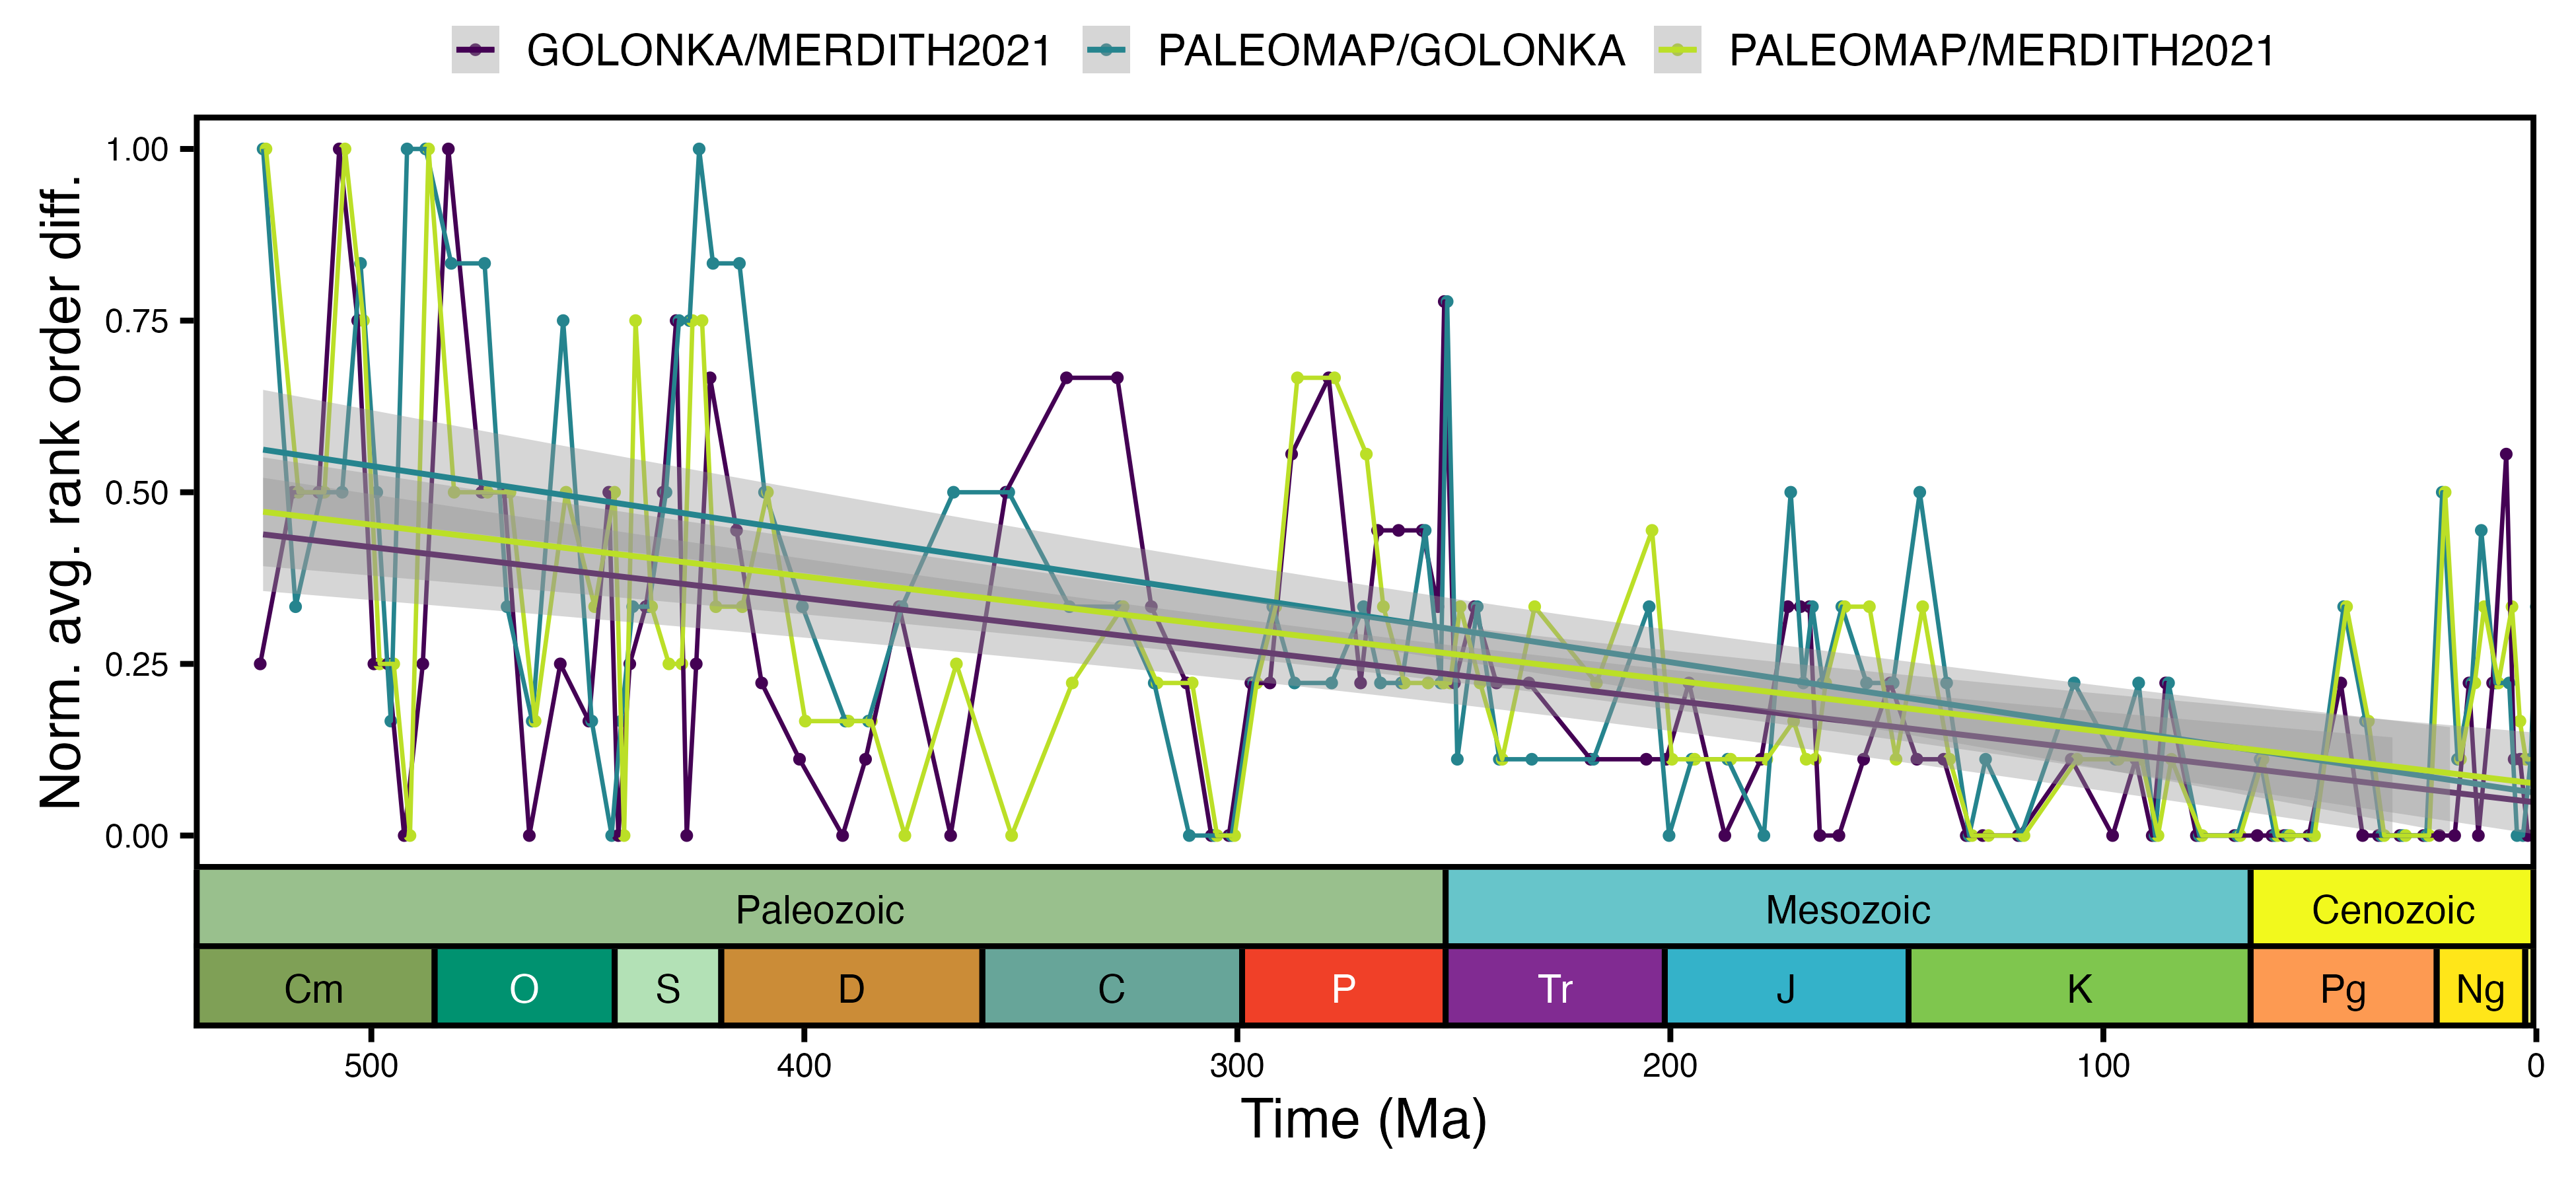 GOLONKA/MERDITH2021 PALEOMAP/GOLONKA PALEOMAP/MERDITH2021
Norm. avg. rank order diff.
1.00
0.75
0.50
0.25
0.00
Paleozoic Mesozoic Cenozoic
Cm O S D C P Tr J K Pg Ng
500 400 300 200 100 0
Time (Ma)